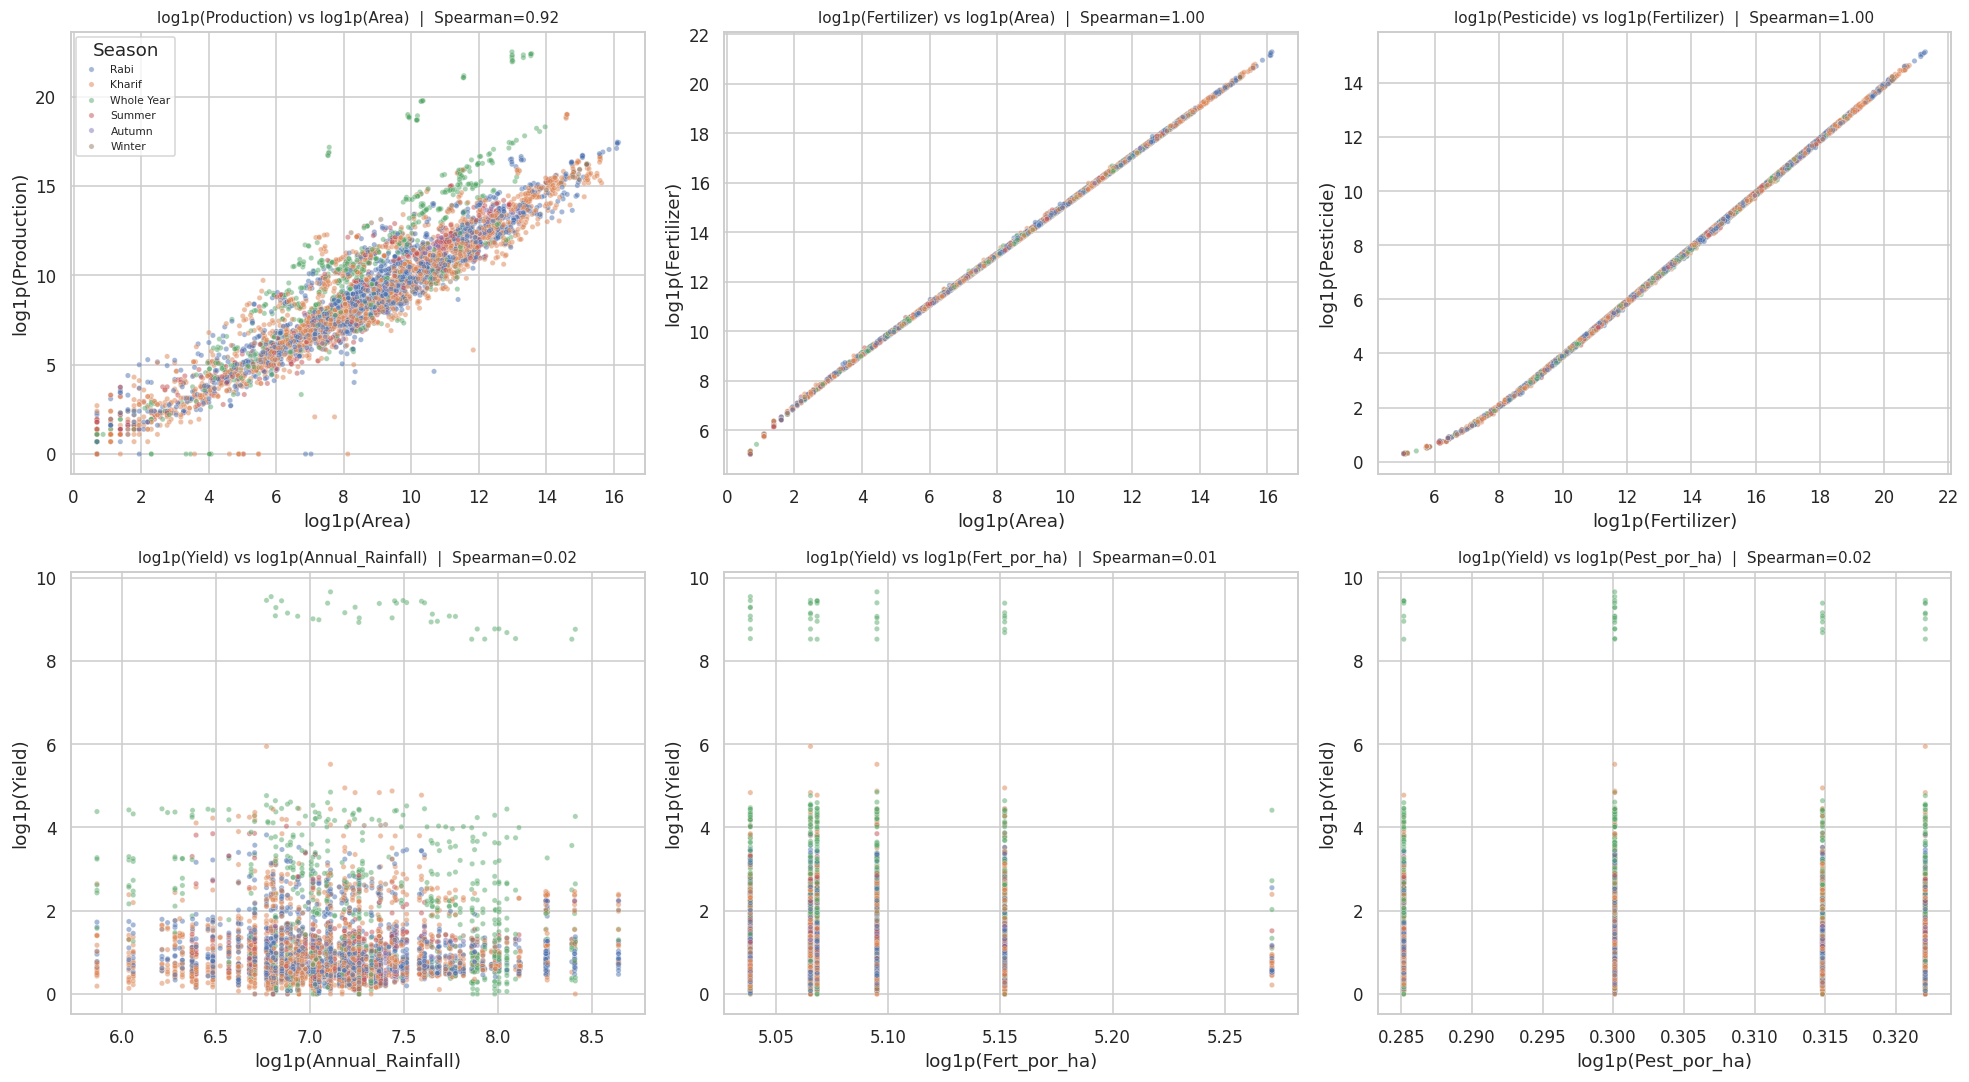 log1p(Production) vs log1p(Area)  |  Spearman=0.92
Season
Rabi
Kharif
Whole Year
Summer
Autumn
Winter
log1p(Production)
20
15
10
5
0
0 2 4 6 8 10 12 14 16
log1p(Area)
log1p(Fertilizer) vs log1p(Area)  |  Spearman=1.00
log1p(Fertilizer)
22
20
18
16
14
12
10
8
6
0 2 4 6 8 10 12 14 16
log1p(Area)
log1p(Pesticide) vs log1p(Fertilizer)  |  Spearman=1.00
log1p(Pesticide)
14
12
10
8
6
4
2
0
6 8 10 12 14 16 18 20 22
log1p(Fertilizer)
log1p(Yield) vs log1p(Annual_Rainfall)  |  Spearman=0.02
log1p(Yield)
10
8
6
4
2
0
6.0 6.5 7.0 7.5 8.0 8.5
log1p(Annual_Rainfall)
log1p(Yield) vs log1p(Fert_por_ha)  |  Spearman=0.01
log1p(Yield)
10
8
6
4
2
0
5.05 5.10 5.15 5.20 5.25
log1p(Fert_por_ha)
log1p(Yield) vs log1p(Pest_por_ha)  |  Spearman=0.02
log1p(Yield)
10
8
6
4
2
0
0.285 0.290 0.295 0.300 0.305 0.310 0.315 0.320
log1p(Pest_por_ha)